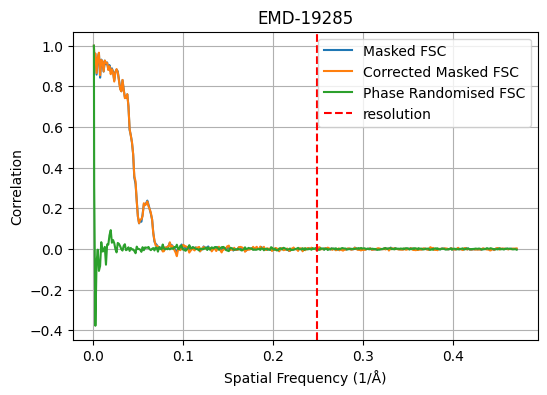 EMD-19285
Masked FSC
Corrected Masked FSC
Phase Randomised FSC
resolution
Correlation
1.0
0.8
0.6
0.4
0.2
0.0
−0.2
−0.4
0.0 0.1 0.2 0.3 0.4
Spatial Frequency (1/Å)